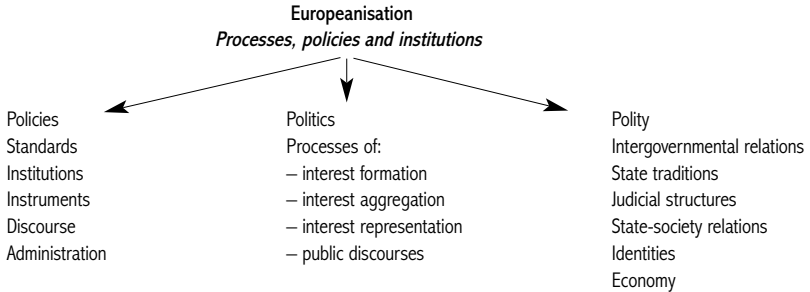 Europeanisation
Processes, policies and institutions
Policies
Standards
Institutions
Instruments
Discourse
Administration
Politics
Processes of:
– interest formation
– interest aggregation
– interest representation
– public discourses
Polity
Intergovernmental relations
State traditions
Judicial structures
State-society relations
Identities
Economy